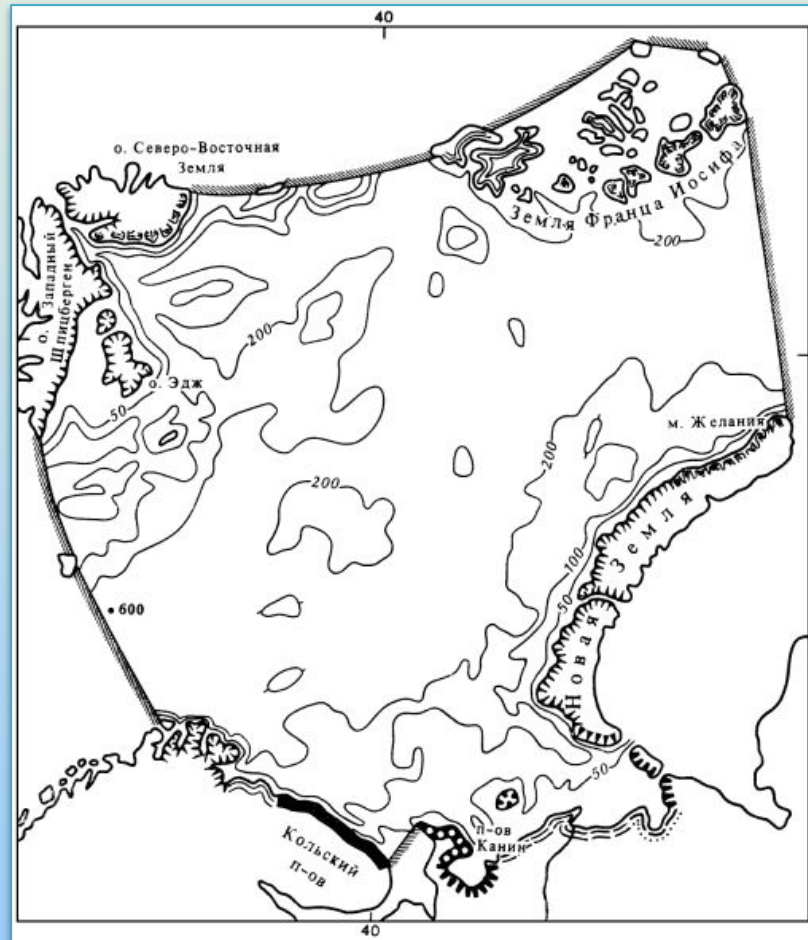 40
о. Северо-Восточная
Земля
Земля Франца Иосифа
200
о. Западный
Шпицберген
200
о. Эдж
50
м. Желания
200
200
Новая Земля
100
50
600
50
п-ов
Канин
Кольский
п-ов
40